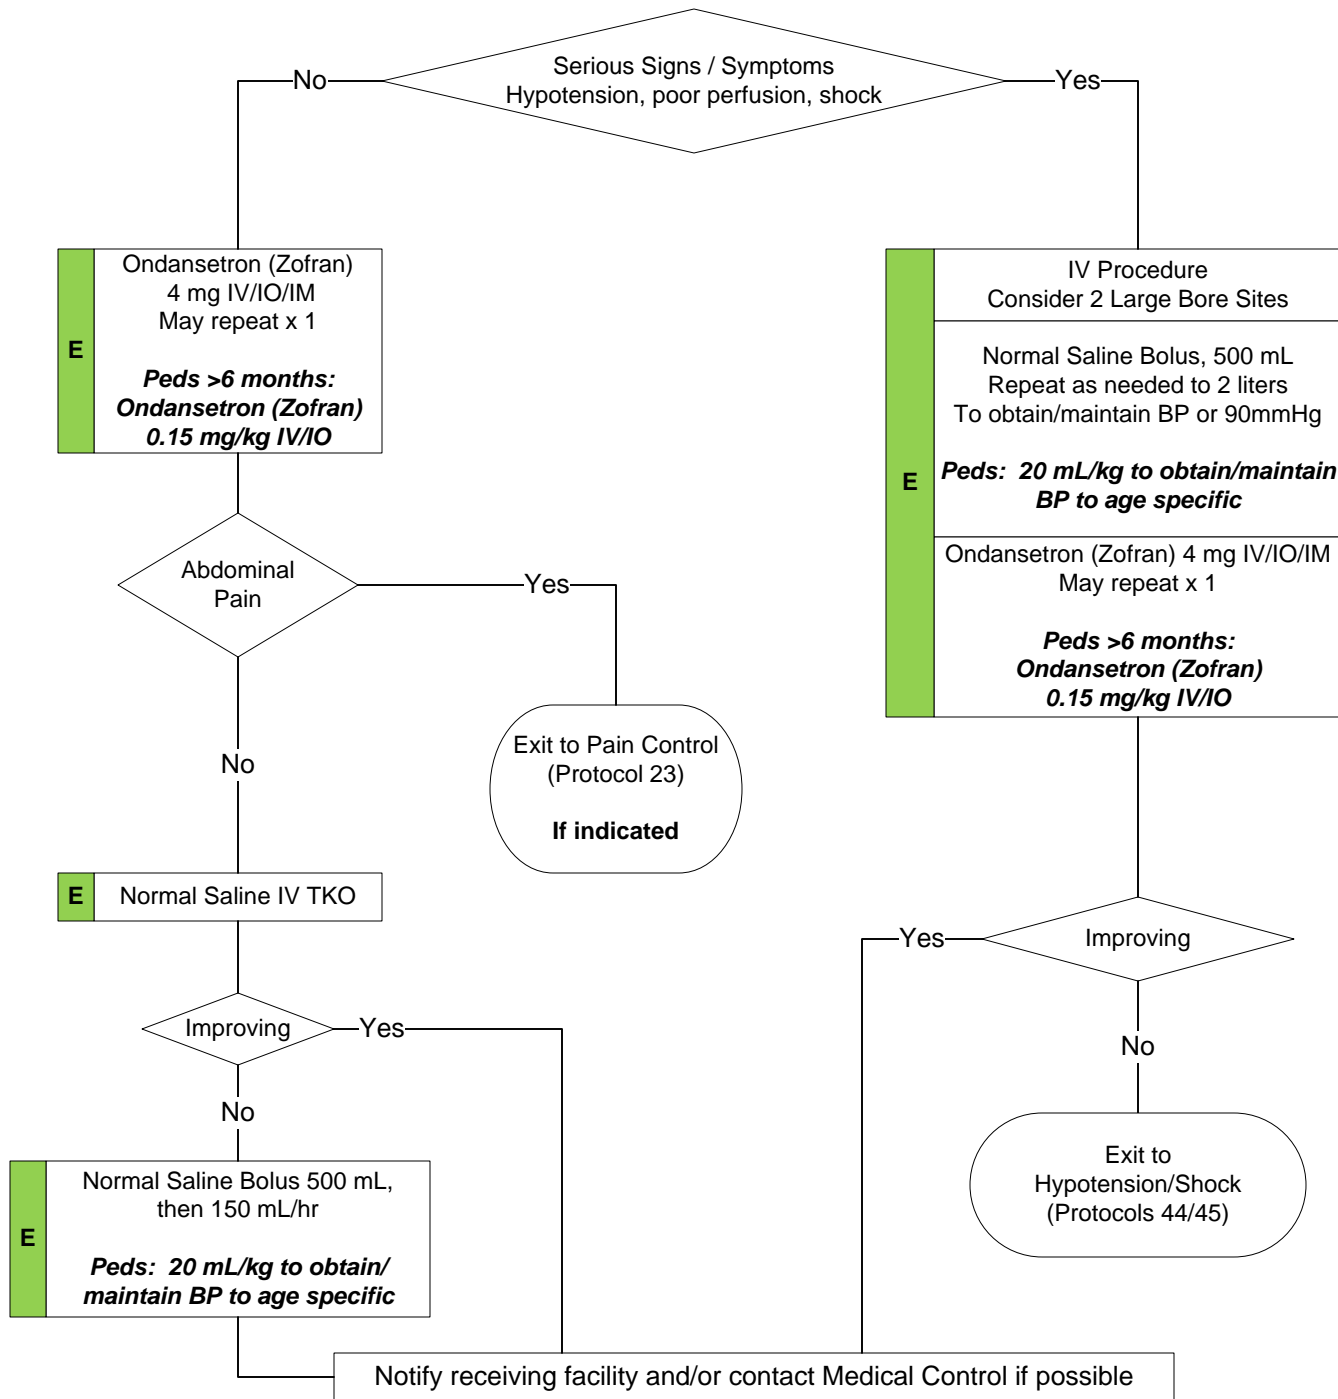 Serious Signs / Symptoms
Hypotension, poor perfusion, shock
No
Yes
E
Ondansetron (Zofran)
4 mg IV/IO/IM
May repeat x 1
Peds >6 months:
Ondansetron (Zofran)
0.15 mg/kg IV/IO
Abdominal
Pain
Yes
Exit to Pain Control
(Protocol 23)
If indicated
No
E
Normal Saline IV TKO
Improving
Yes
No
E
Normal Saline Bolus 500 mL,
then 150 mL/hr
Peds: 20 mL/kg to obtain/
maintain BP to age specific
E
IV Procedure
Consider 2 Large Bore Sites
Normal Saline Bolus, 500 mL
Repeat as needed to 2 liters
To obtain/maintain BP or 90mmHg
Peds: 20 mL/kg to obtain/maintain
BP to age specific
Ondansetron (Zofran) 4 mg IV/IO/IM
May repeat x 1
Peds >6 months:
Ondansetron (Zofran)
0.15 mg/kg IV/IO
Improving
Yes
No
Exit to
Hypotension/Shock
(Protocols 44/45)
Notify receiving facility and/or contact Medical Control if possible